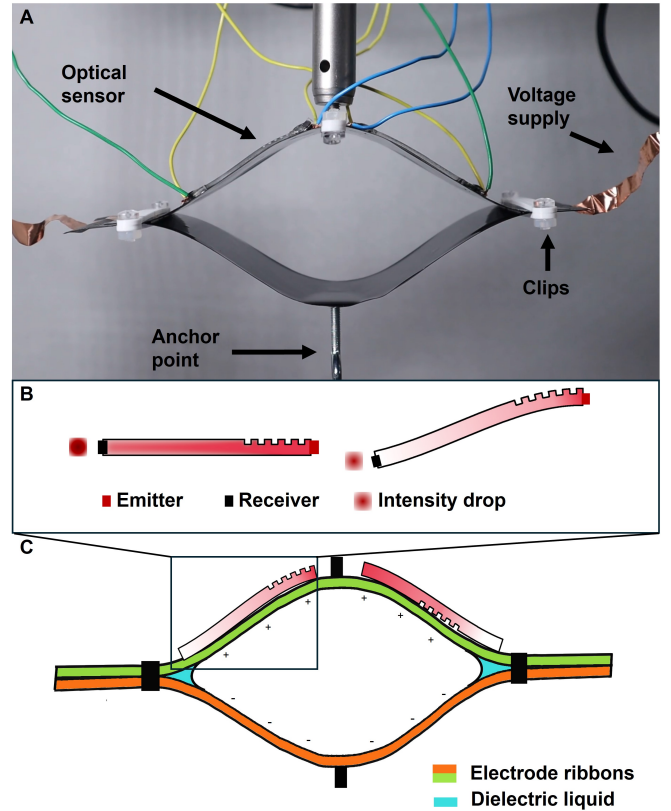 A
Optical
sensor
Voltage
supply
Clips
Anchor
point
B
Emitter
Receiver
Intensity drop
C
+ + + + + +
- - - - - -
Electrode ribbons
Dielectric liquid